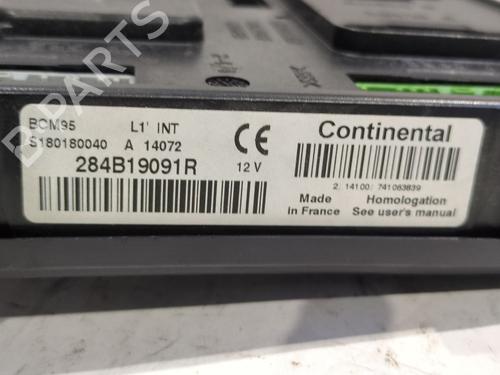 B PARTS
BCM95 L1' INT
S180180040 A 14072
284B19091R 12 V
CE
Continental
2. 14100/ 741063839
Made Homologation
In France See user's manual